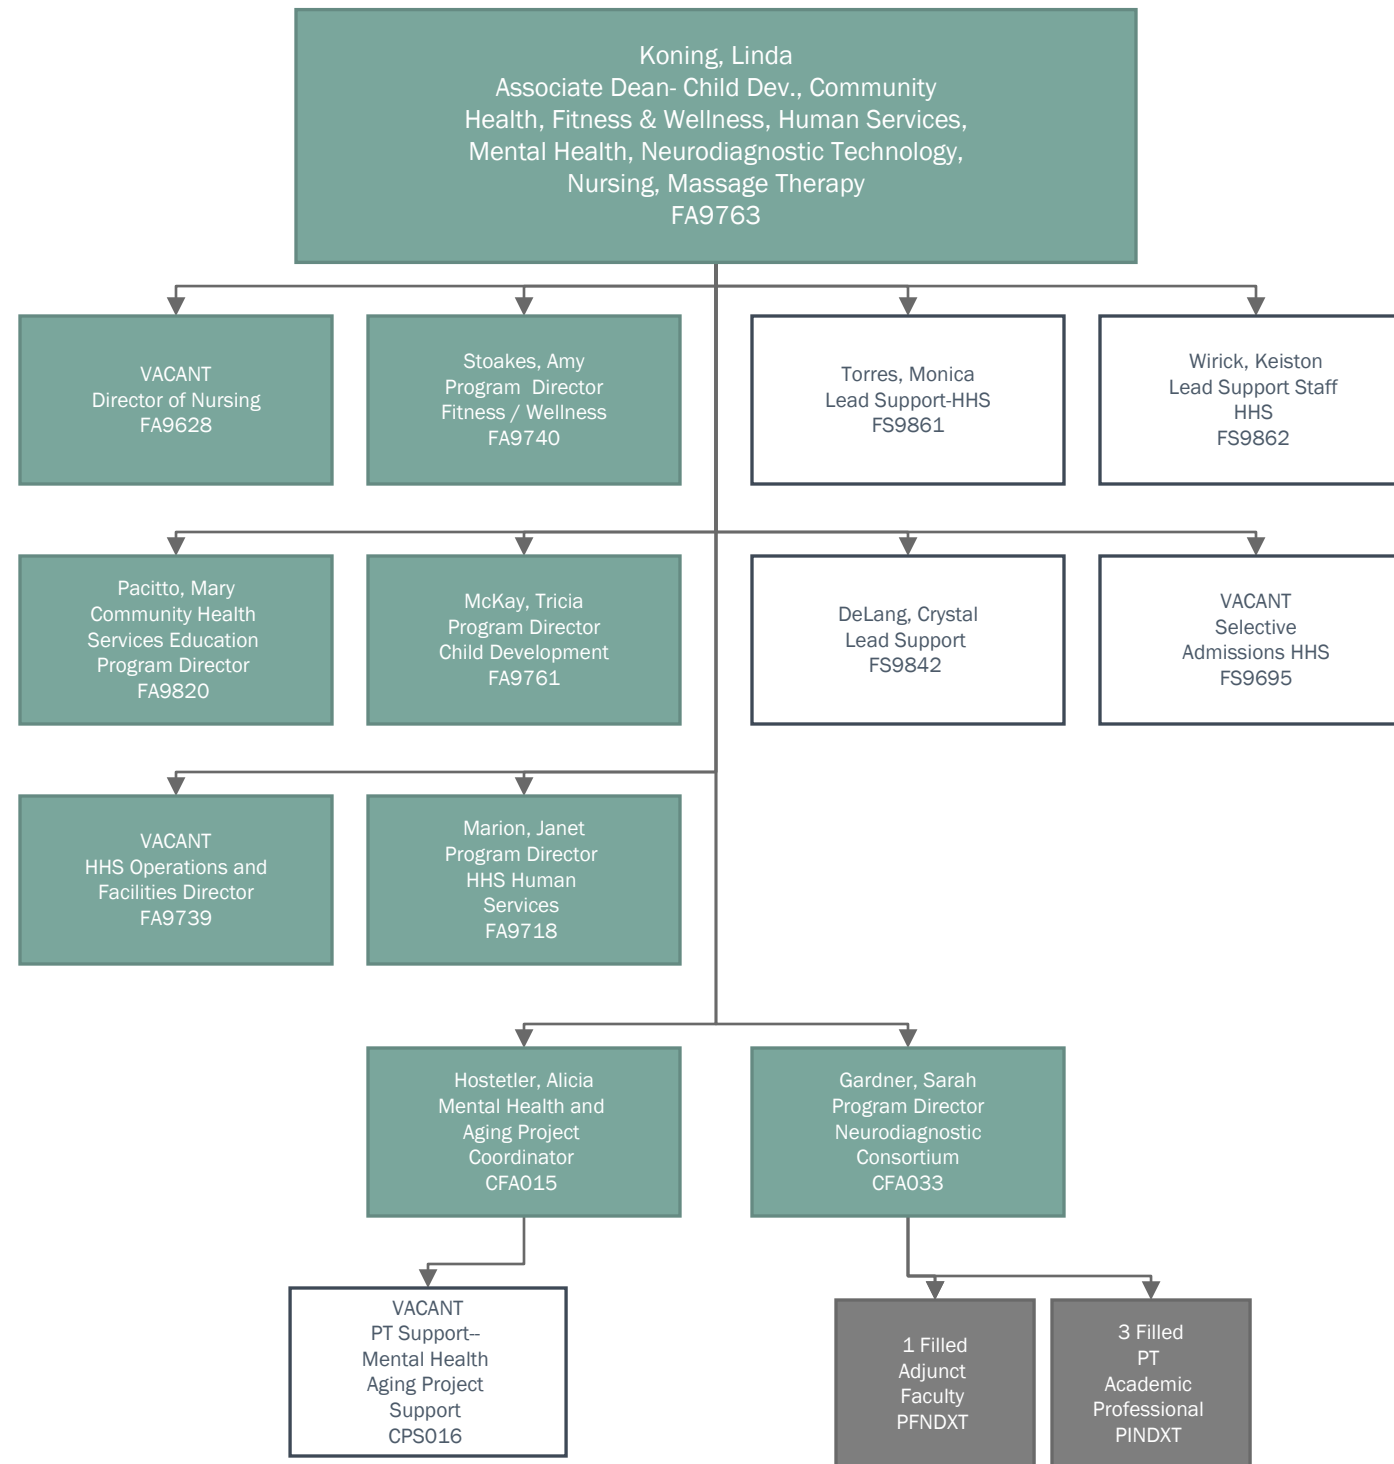 Koning, Linda
Associate Dean- Child Dev., Community
Health, Fitness & Wellness, Human Services,
Mental Health, Neurodiagnostic Technology,
Nursing, Massage Therapy
FA9763
VACANT
Director of Nursing
FA9628
Stoakes, Amy
Program Director
Fitness / Wellness
FA9740
Torres, Monica
Lead Support-HHS
FS9861
Wirick, Keiston
Lead Support Staff
HHS
FS9862
Pacitto, Mary
Community Health
Services Education
Program Director
FA9820
McKay, Tricia
Program Director
Child Development
FA9761
DeLang, Crystal
Lead Support
FS9842
VACANT
Selective
Admissions HHS
FS9695
VACANT
HHS Operations and
Facilities Director
FA9739
Marion, Janet
Program Director
HHS Human
Services
FA9718
Hostetler, Alicia
Mental Health and
Aging Project
Coordinator
CFA015
Gardner, Sarah
Program Director
Neurodiagnostic
Consortium
CFA033
VACANT
PT Support--
Mental Health
Aging Project
Support
CPS016
1 Filled
Adjunct
Faculty
PFNDXT
3 Filled
PT
Academic
Professional
PINDXT